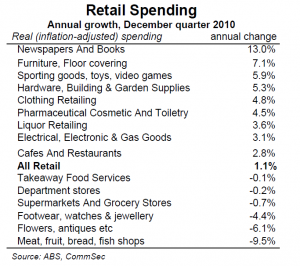 Retail Spending
Annual growth, December quarter 2010
Real (inflation-adjusted) spending annual change
Newspapers And Books 13.0%
Furniture, Floor covering 7.1%
Sporting goods, toys, video games 5.9%
Hardware, Building & Garden Supplies 5.3%
Clothing Retailing 4.8%
Pharmaceutical Cosmetic And Toiletry 4.5%
Liquor Retailing 3.6%
Electrical, Electronic & Gas Goods 3.1%
Cafes And Restaurants 2.8%
All Retail 1.1%
Takeaway Food Services -0.1%
Department stores -0.2%
Supermarkets And Grocery Stores -0.7%
Footwear, watches & jewellery -4.4%
Flowers, antiques etc -6.1%
Meat, fruit, bread, fish shops -9.5%
Source: ABS, CommSec